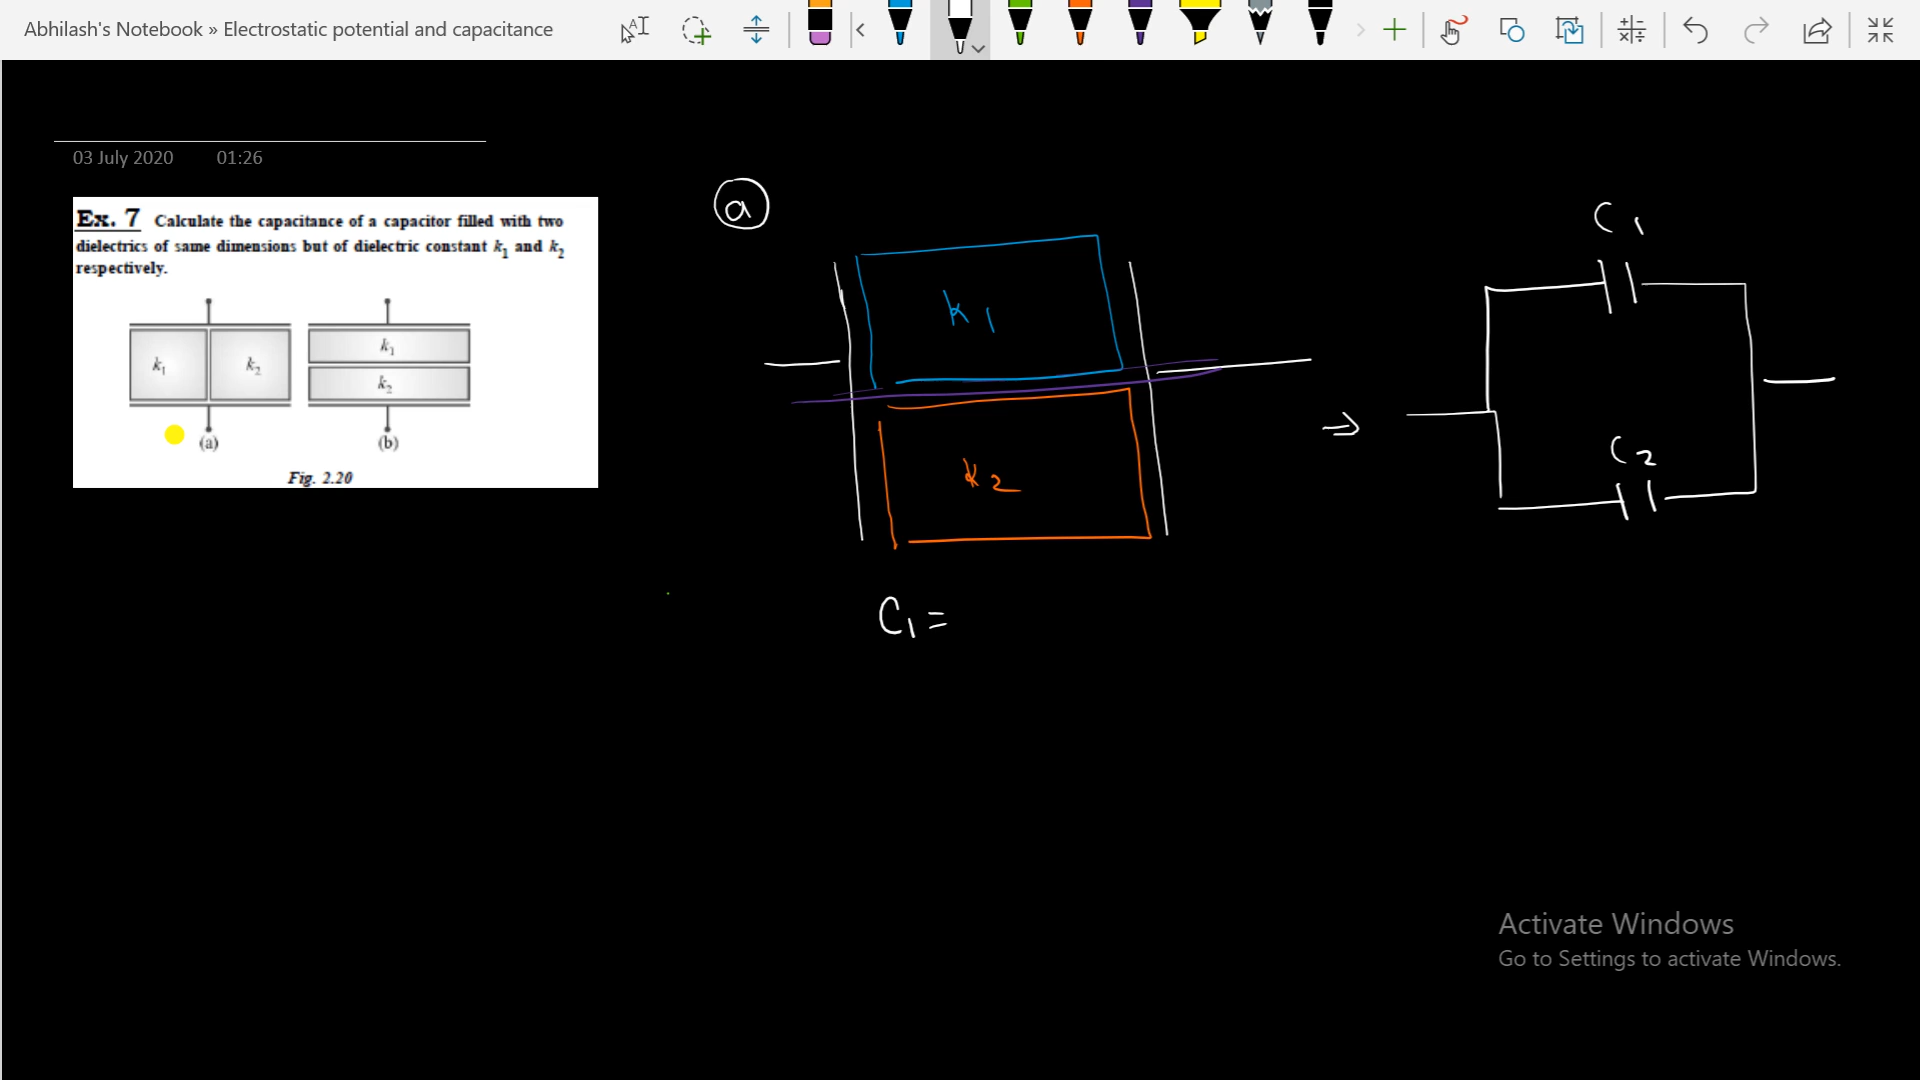 Abhilash's Notebook » Electrostatic potential and capacitance
03 July 2020 01:26
Ex. 7 Calculate the capacitance of a capacitor filled with two
dielectrics of same dimensions but of dielectric constant k₁ and k₂
respectively.
k₁ k₂
k₁
k₂
(a) (b)
Fig. 2.20
a
K₁
K₂
C₁
C₂
⇒
C₁ =
Activate Windows
Go to Settings to activate Windows.